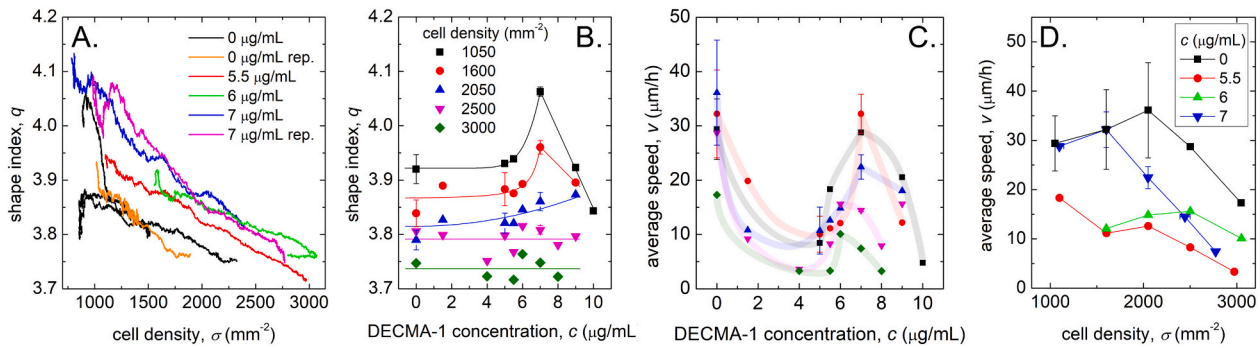 A.
0 μg/mL
0 μg/mL rep.
5.5 μg/mL
6 μg/mL
7 μg/mL
7 μg/mL rep.
shape index, q
4.2
4.1
4.0
3.9
3.8
3.7
1000 1500 2000 2500 3000
cell density, σ (mm⁻²)
B.
cell density (mm⁻²)
1050
1600
2050
2500
3000
shape index, q
4.2
4.1
4.0
3.9
3.8
3.7
0 2 4 6 8 10
DECMA-1 concentration, c (μg/mL
C.
average speed, v (μm/h)
50
45
40
35
30
25
20
15
10
5
0
0 2 4 6 8 10
DECMA-1 concentration, c (μg/mL)
D.
c (μg/mL)
0
5.5
6
7
average speed, v (μm/h)
50
40
30
20
10
0
1000 2000 3000
cell density, σ (mm⁻²)